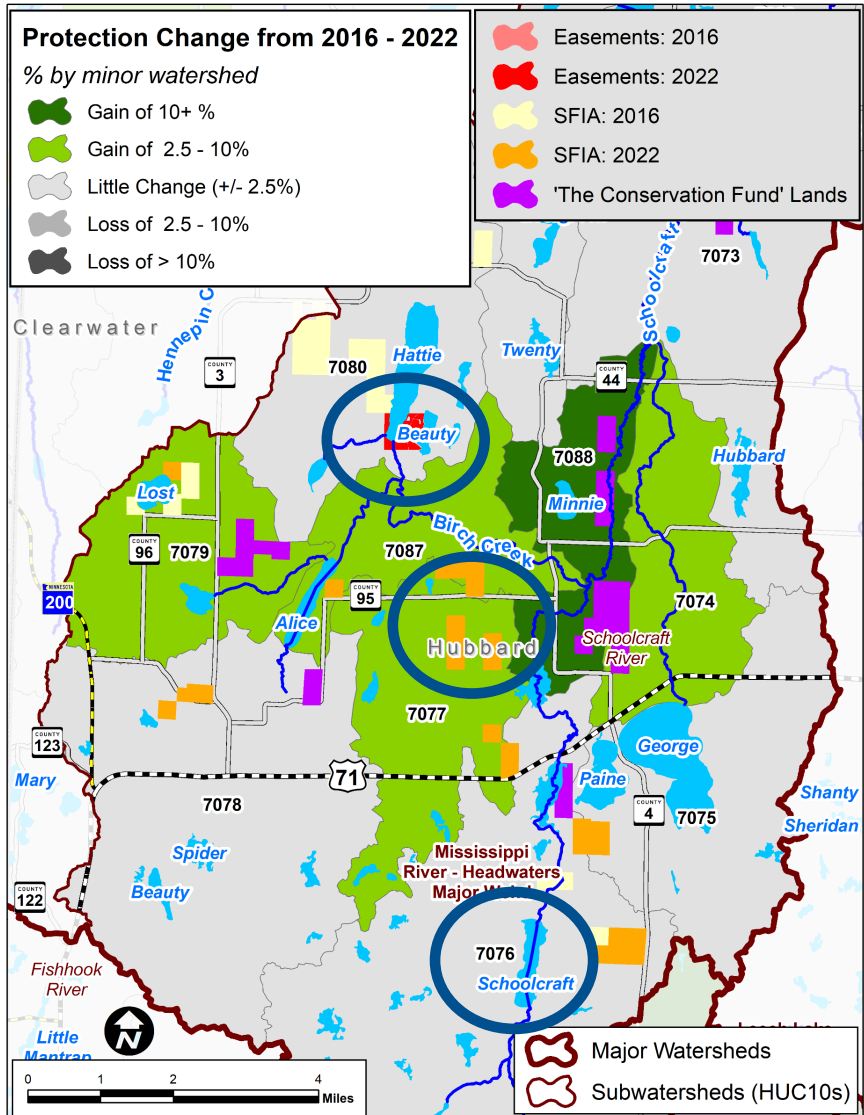 Protection Change from 2016 - 2022
% by minor watershed
Gain of 10+ %
Gain of 2.5 - 10%
Little Change (+/- 2.5%)
Loss of 2.5 - 10%
Loss of > 10%
Easements: 2016
Easements: 2022
SFIA: 2016
SFIA: 2022
'The Conservation Fund' Lands
Schoolcraft
7073
Clearwater
Hennepin C
Hattie
Twenty
COUNTY
3
7080
COUNTY
44
Beauty
7088
Hubbard
Lost
Minnie
Birch Creek
COUNTY
96
7079
7087
MINNESOTA
200
COUNTY
95
7074
Alice
Hubbard
Schoolcraft
River
7077
COUNTY
123
George
Mary
71
Paine
7078
COUNTY
4
7075
Shanty
Sheridan
Spider
Mississippi
River - Headwaters
Major Water
Beauty
COUNTY
122
7076
Schoolcraft
Fishhook
River
N
Little
Mantrap
0 1 2 4
Miles
Major Watersheds
Subwatersheds (HUC10s)